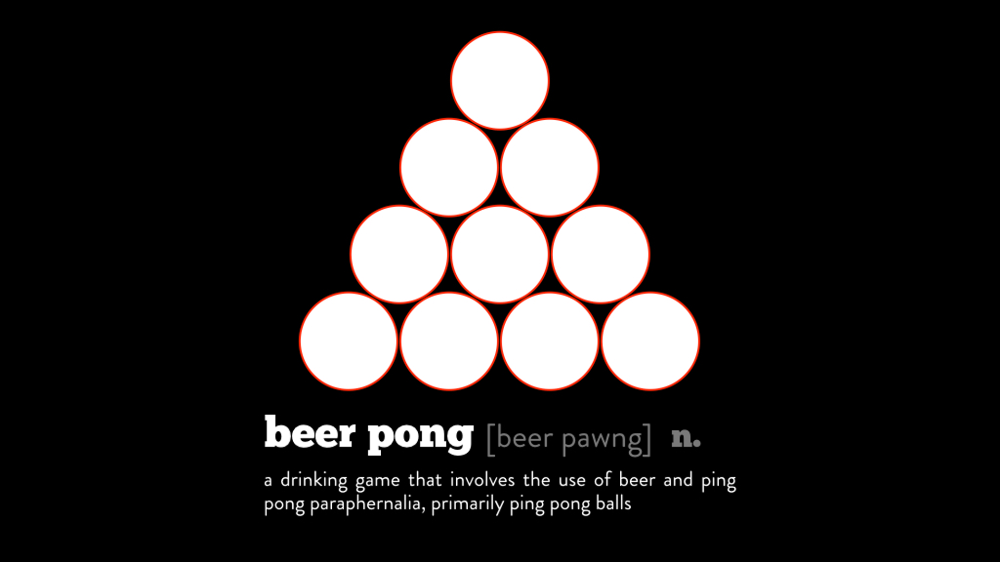 beer pong [beer pawng] n.
a drinking game that involves the use of beer and ping
pong paraphernalia, primarily ping pong balls